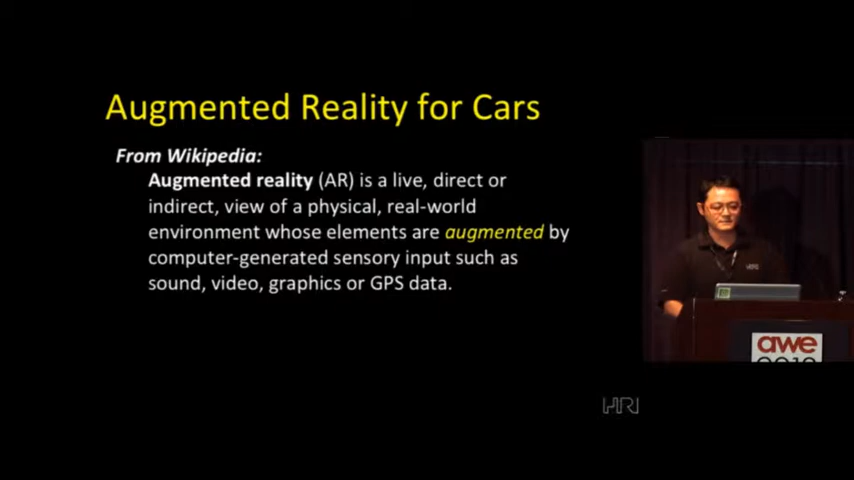 Augmented Reality for Cars
From Wikipedia:
Augmented reality (AR) is a live, direct or
indirect, view of a physical, real-world
environment whose elements are augmented by
computer-generated sensory input such as
sound, video, graphics or GPS data.
awe
HRI